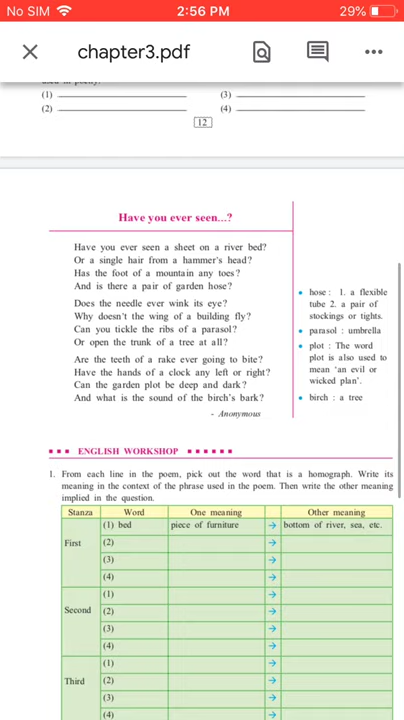 No SIM 2:56 PM 29%
chapter3.pdf
(1) (3)
(2) (4)
12
Have you ever seen...?
Have you ever seen a sheet on a river bed?
Or a single hair from a hammer's head?
Has the foot of a mountain any toes?
And is there a pair of garden hose?
Does the needle ever wink its eye?
Why doesn't the wing of a building fly?
Can you tickle the ribs of a parasol?
Or open the trunk of a tree at all?
Are the teeth of a rake ever going to bite?
Have the hands of a clock any left or right?
Can the garden plot be deep and dark?
And what is the sound of the birch's bark?
- Anonymous
• hose : 1. a flexible
tube 2. a pair of
stockings or tights.
• parasol : umbrella
• plot : The word
plot is also used to
mean 'an evil or
wicked plan'.
• birch : a tree
ENGLISH WORKSHOP
1. From each line in the poem, pick out the word that is a homograph. Write its
meaning in the context of the phrase used in the poem. Then write the other meaning
implied in the question.
Stanza Word One meaning Other meaning
(1) bed piece of furniture → bottom of river, sea, etc.
First (2) →
(3) →
(4) →
(1) →
Second (2) →
(3) →
(4) →
(1) →
Third (2) →
(3) →
(4) →